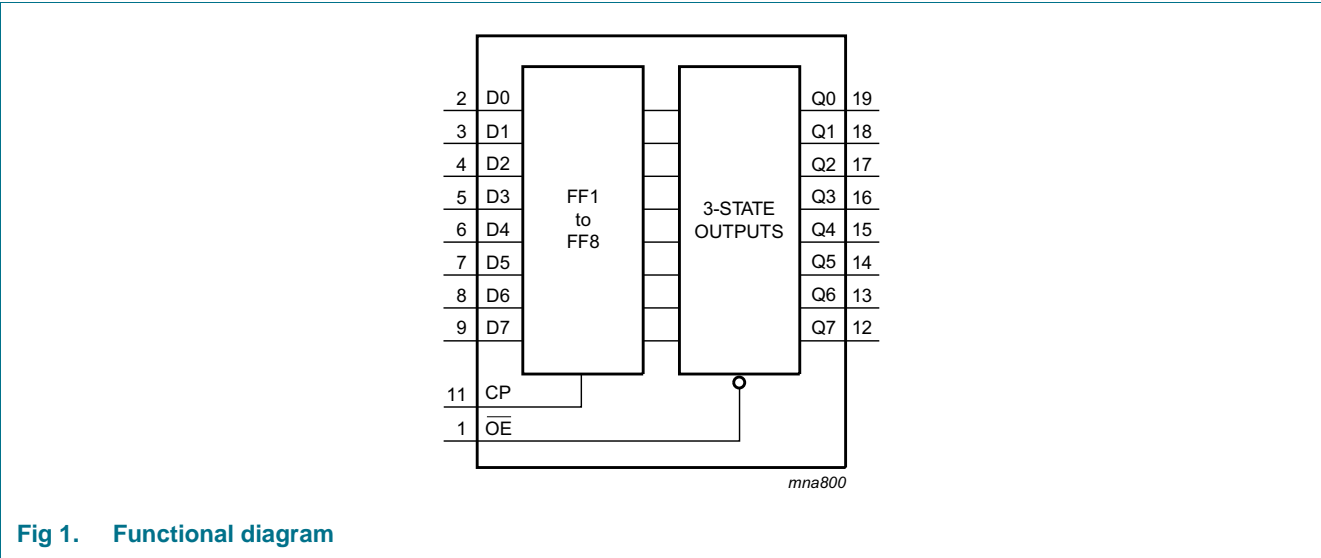 2 D0 Q0 19
3 D1 Q1 18
4 D2 Q2 17
5 D3 Q3 16
6 D4 Q4 15
7 D5 Q5 14
8 D6 Q6 13
9 D7 Q7 12
FF1
to
FF8
3-STATE
OUTPUTS
11 CP
1 O̅E̅
mna800
Fig 1. Functional diagram